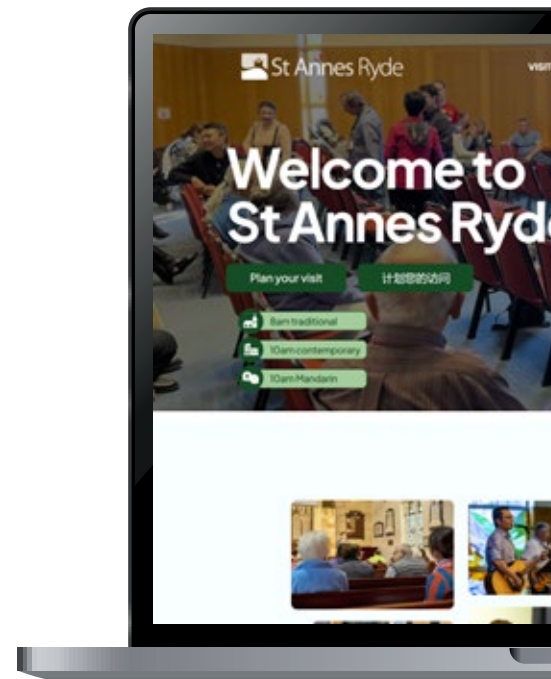 St Annes Ryde
VISIT
Welcome to
St Annes Ryde
Plan your visit
计划您的访问
8am traditional
10am contemporary
10am Mandarin